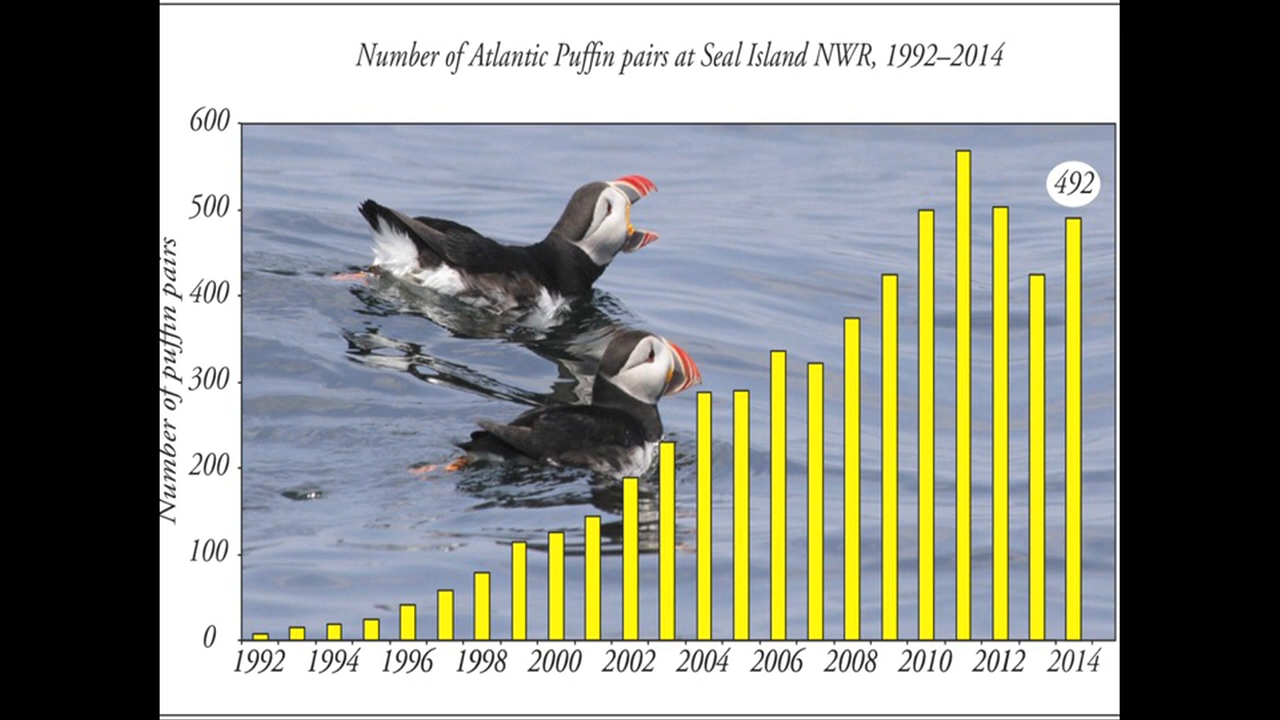 Number of Atlantic Puffin pairs at Seal Island NWR, 1992–2014
600
492
500
Number of puffin pairs
400
300
200
100
0
1992 1994 1996 1998 2000 2002 2004 2006 2008 2010 2012 2014